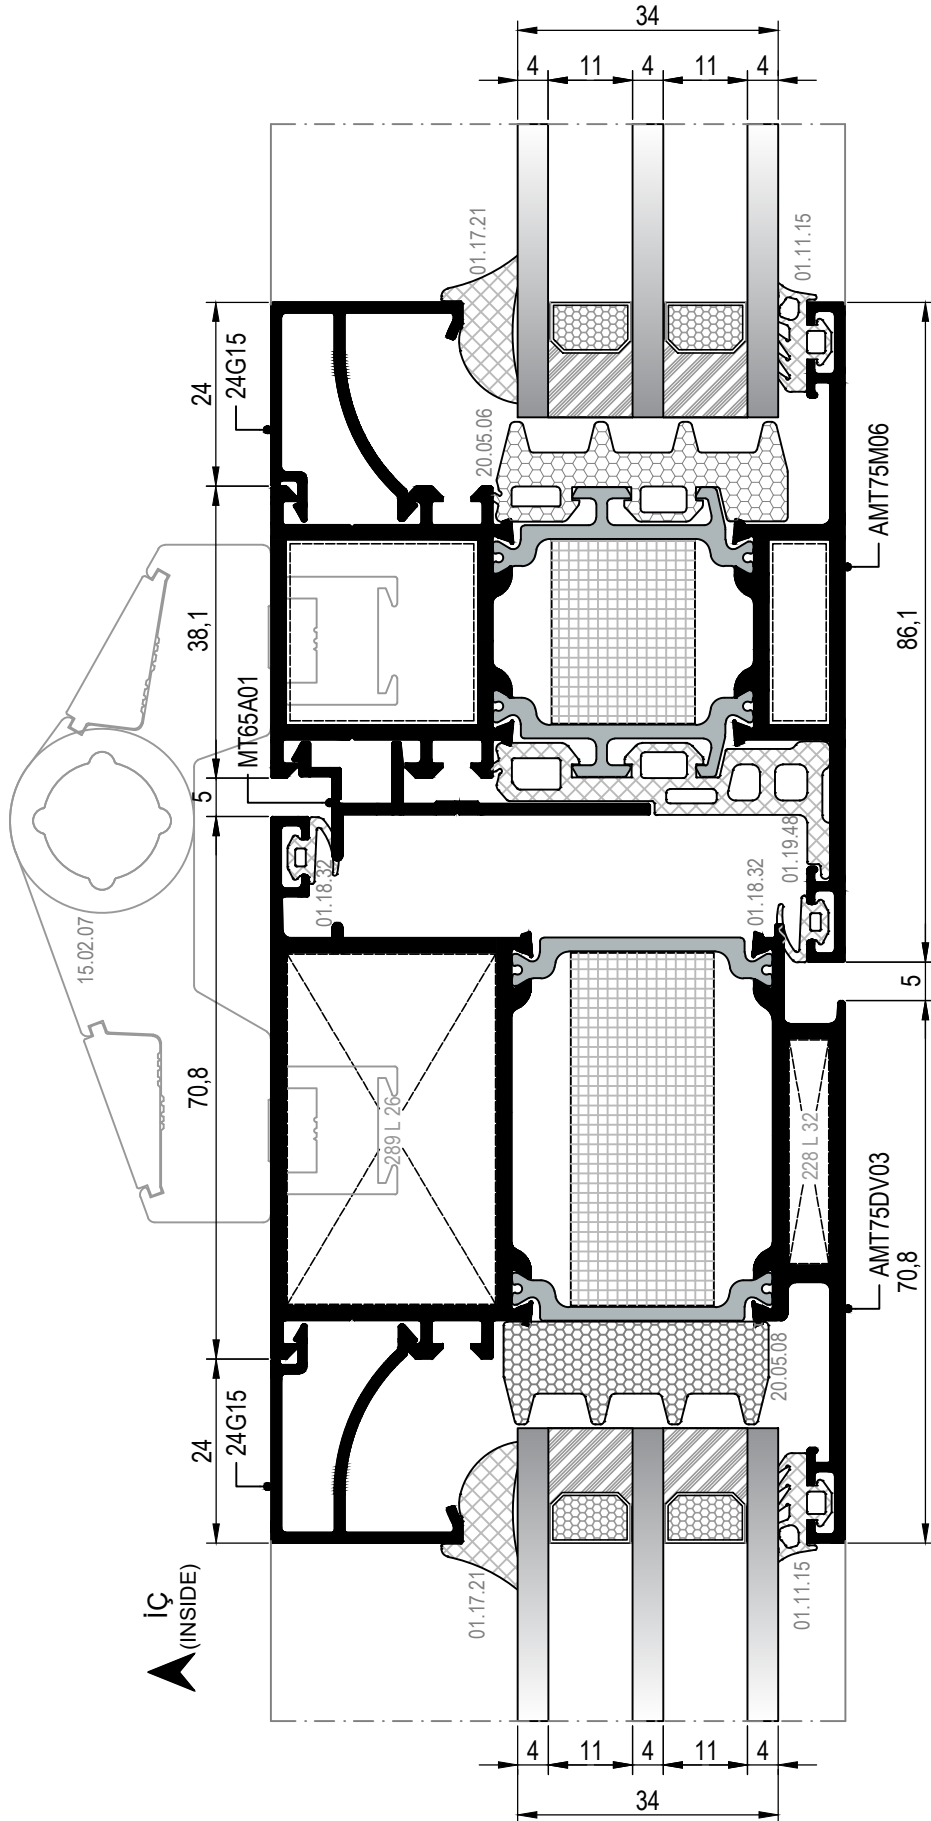 34
4 11 4 11 4
01.17.21
01.11.15
24
24G15
20.05.06
AMT75M06
38,1
86,1
MT65A01
5
01.18.32
01.19.48
01.18.32
15.02.07
5
70,8
289 L 26
228 L 32
AMT75DV03
70,8
20.05.08
24
24G15
01.17.21
01.11.15
İÇ
(INSIDE)
4 11 4 11 4
34